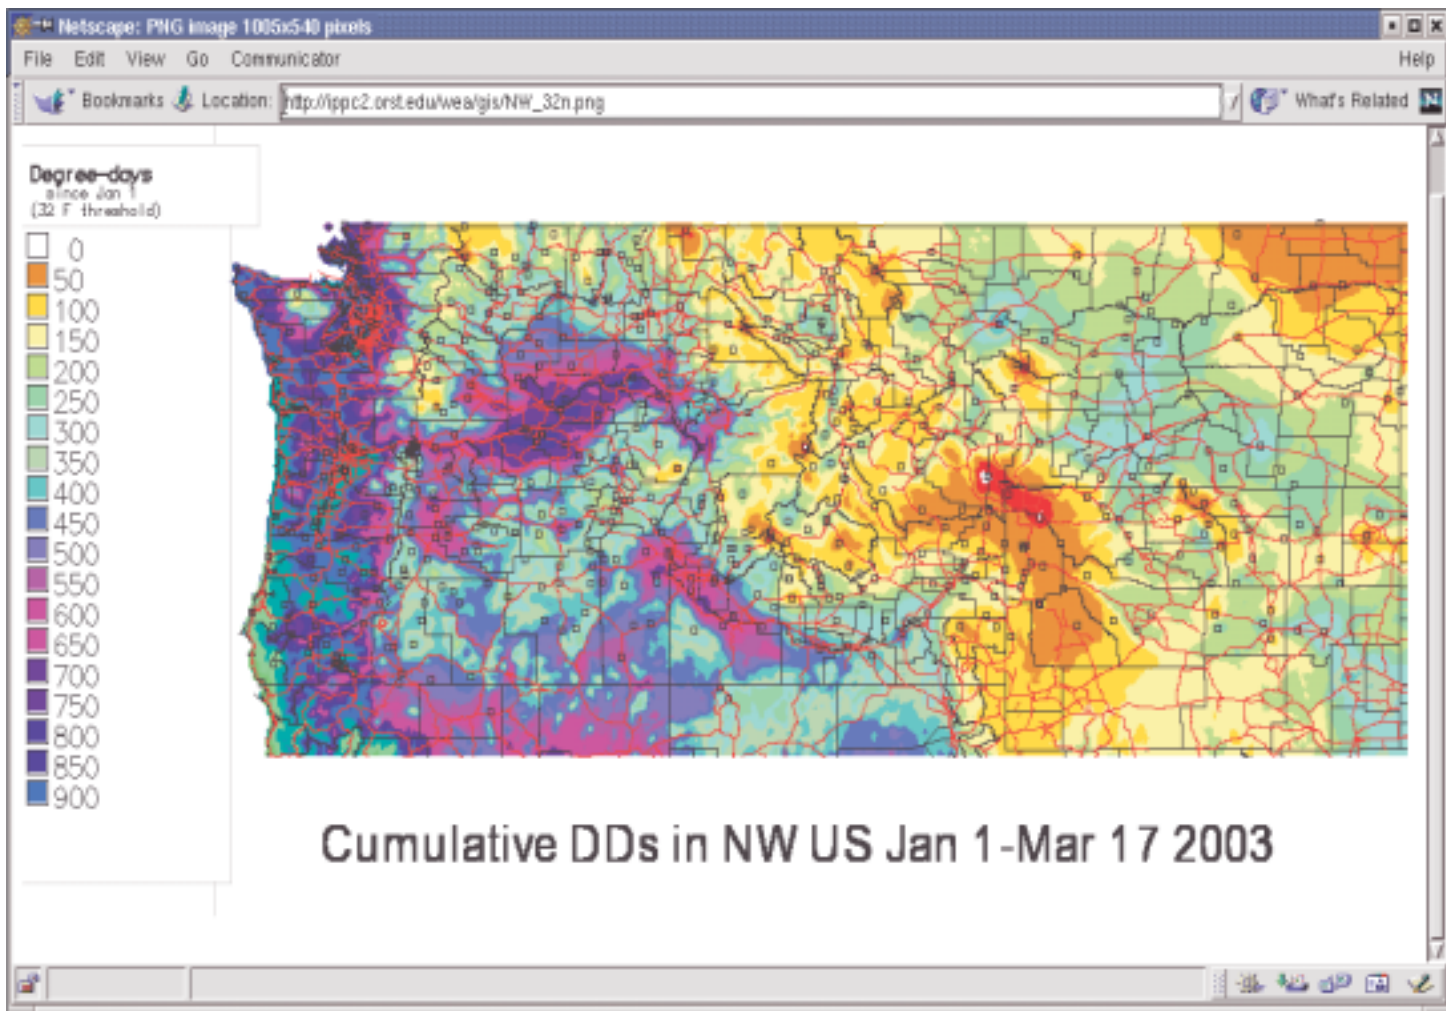 Netscape: PNG image 1005x540 pixels
File Edit View Go Communicator Help
Bookmarks Location: http://ippc2.orst.edu/wea/gis/NW_32n.png What's Related N
Degree-days
since Jan 1
(32 F threshold)
0
50
100
150
200
250
300
350
400
450
500
550
600
650
700
750
800
850
900
Cumulative DDs in NW US Jan 1-Mar 17 2003